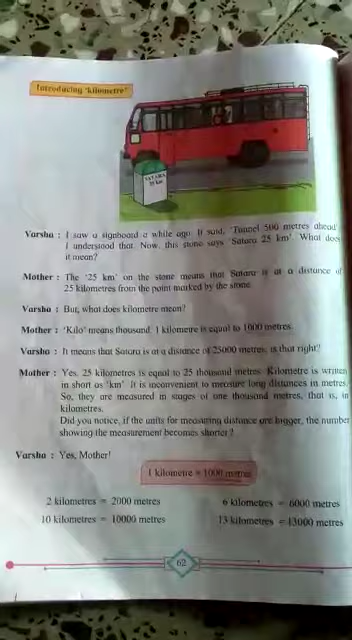 Introducing 'kilometre'
SATARA
25 km
Varsha : I saw a signboard a while ago. It said, 'Tunnel 500 metres ahead'.
I understood that. Now, this stone says 'Satara 25 km'. What does
it mean?
Mother : The '25 km' on the stone means that Satara is at a distance of
25 kilometres from the point marked by the stone.
Varsha : But, what does kilometre mean?
Mother : 'Kilo' means thousand. 1 kilometre is equal to 1000 metres.
Varsha : It means that Satara is at a distance of 25000 metres, is that right?
Mother : Yes. 25 kilometres is equal to 25 thousand metres. Kilometre is written
in short as 'km'. It is inconvenient to measure long distances in metres.
So, they are measured in stages of one thousand metres, that is, in
kilometres.
Did you notice, if the units for measuring distance are bigger, the number
showing the measurement becomes shorter?
Varsha : Yes, Mother!
1 kilometre = 1000 metres
2 kilometres = 2000 metres 6 kilometres = 6000 metres
10 kilometres = 10000 metres 13 kilometres = 13000 metres
62